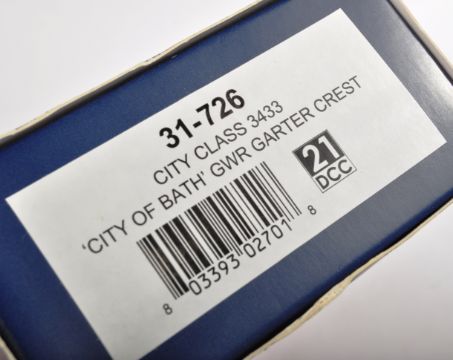 31-726
CITY CLASS 3433
'CITY OF BATH' GWR GARTER CREST
21
DCC
8 03393 02701 8